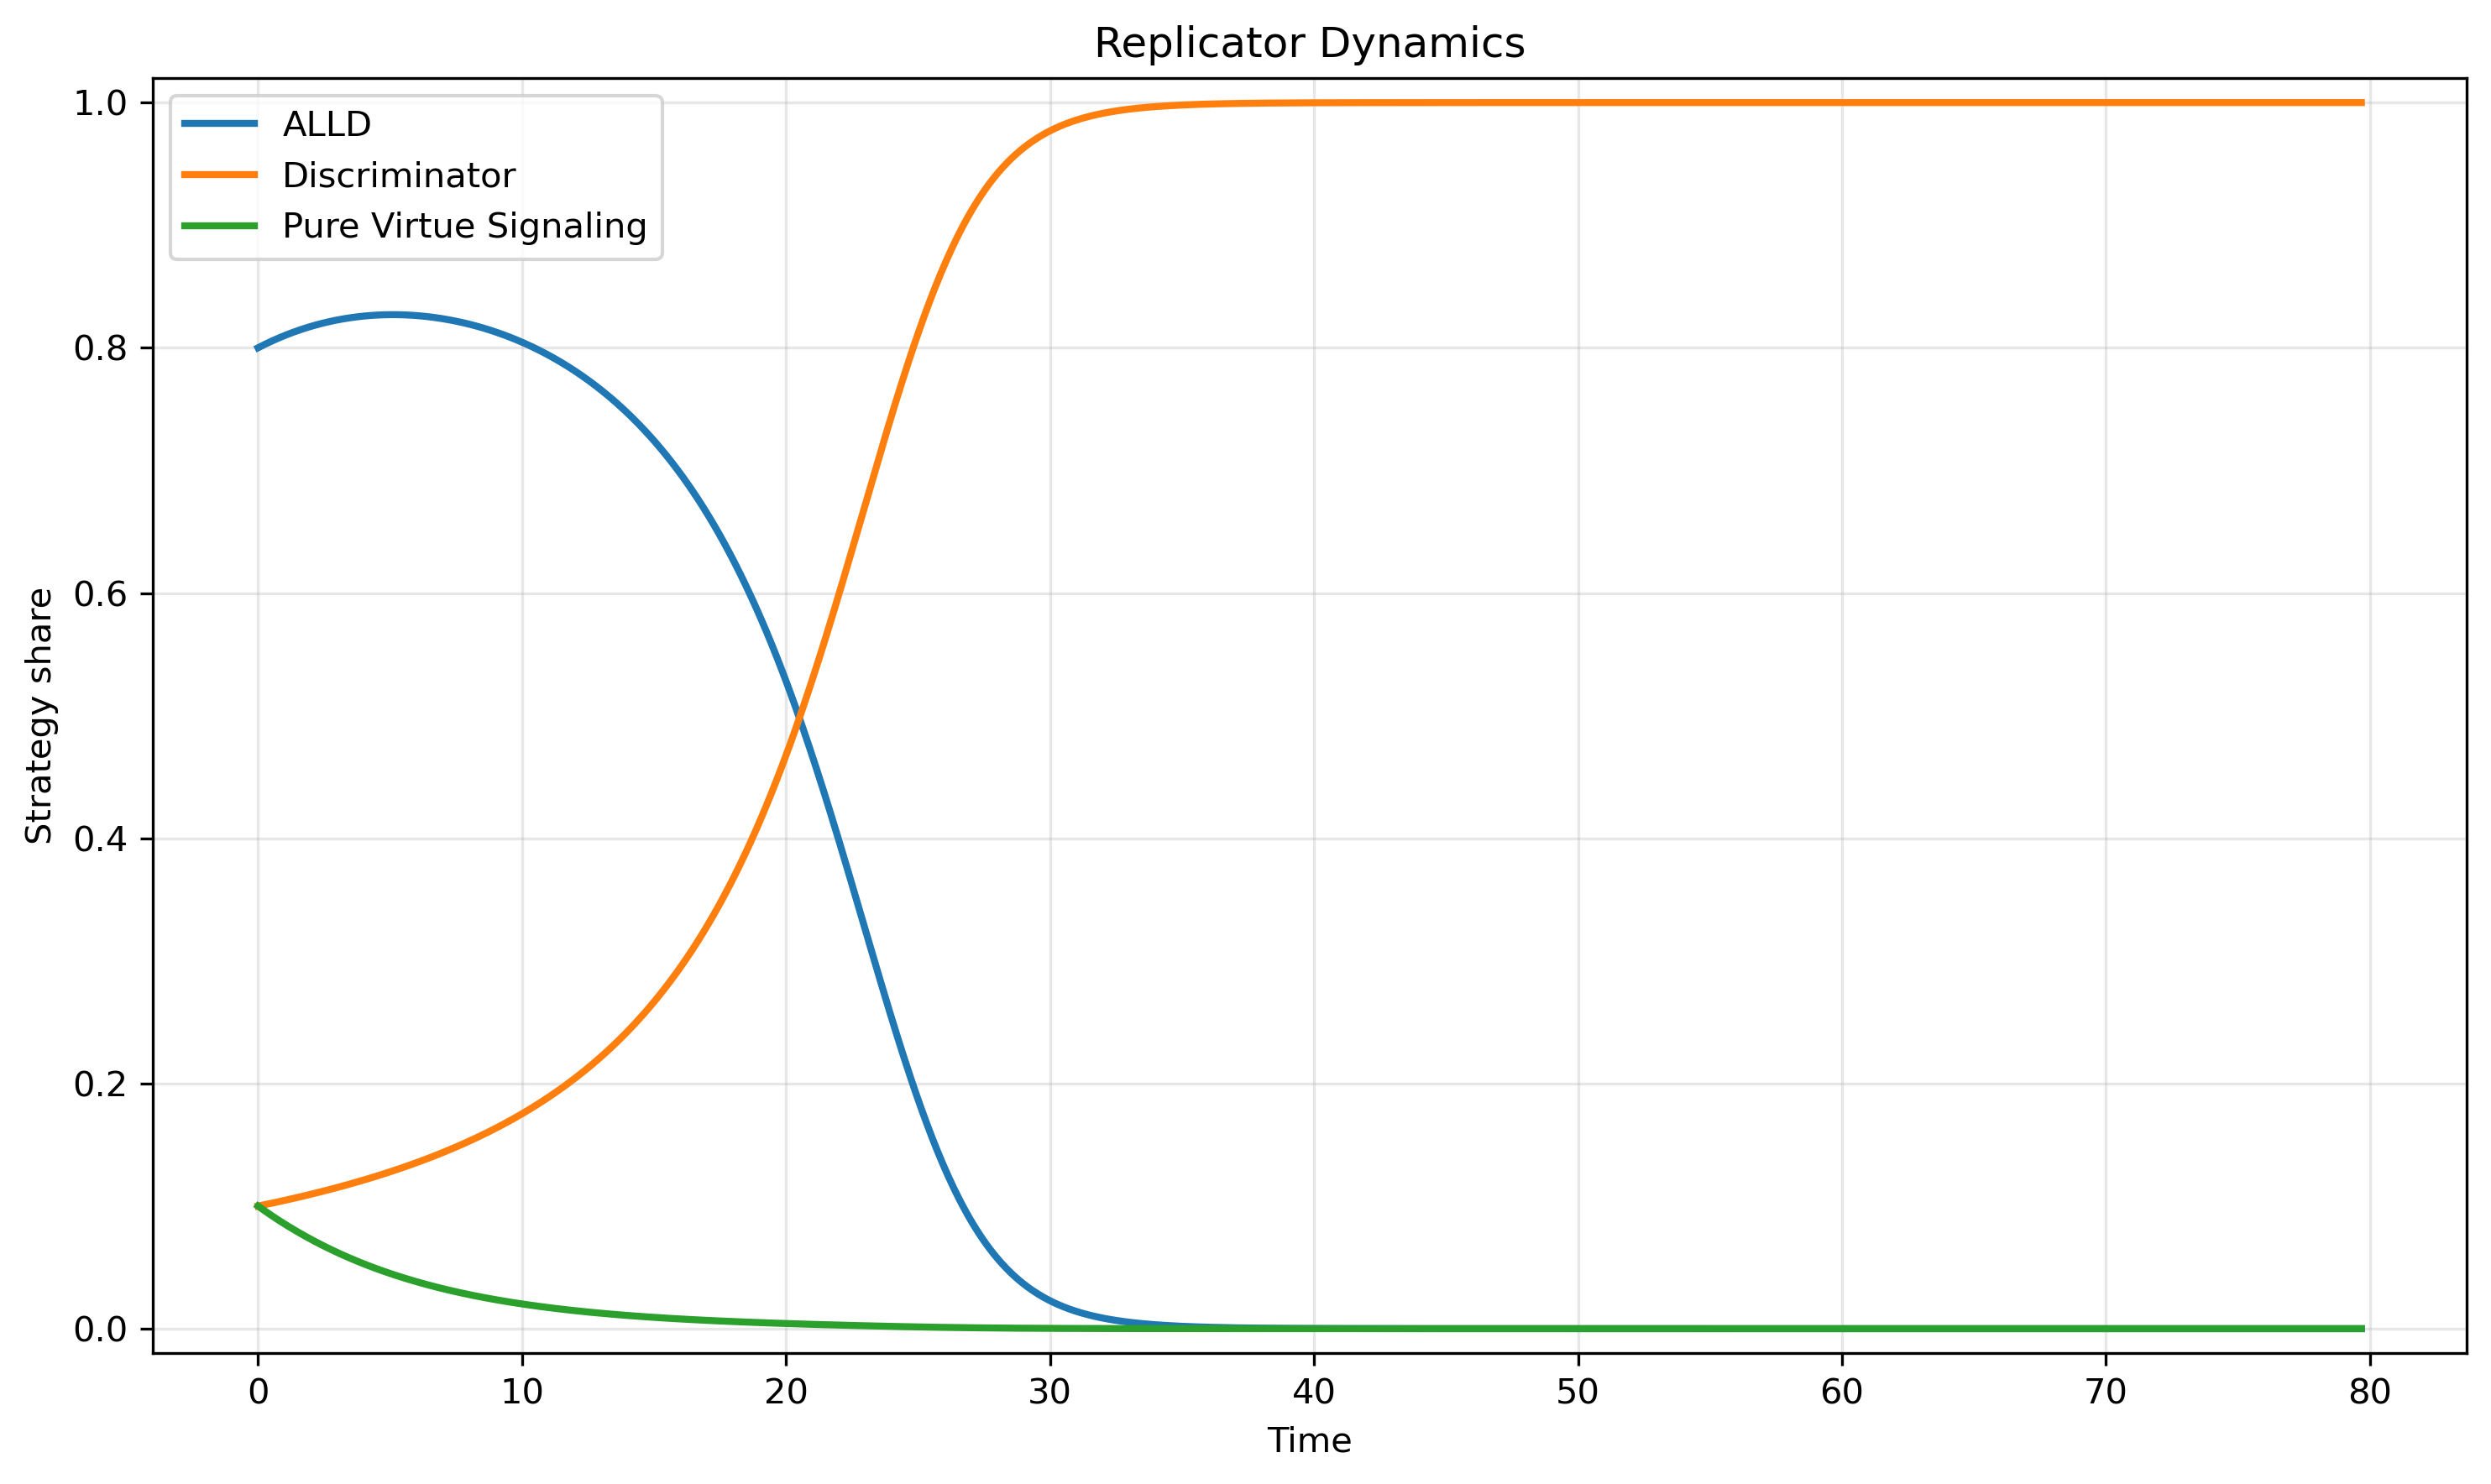 Replicator Dynamics
ALLD
Discriminator
Pure Virtue Signaling
Strategy share
1.0
0.8
0.6
0.4
0.2
0.0
0 10 20 30 40 50 60 70 80
Time